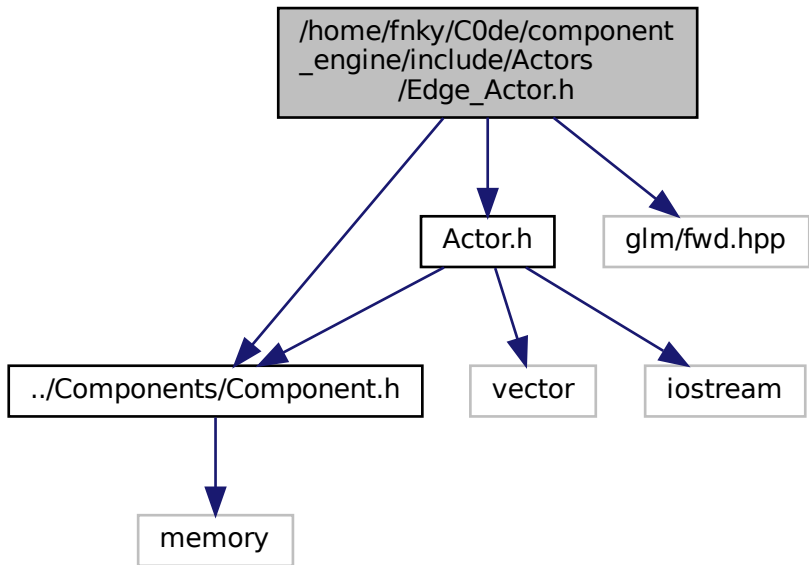 /home/fnky/C0de/component
_engine/include/Actors
/Edge_Actor.h
Actor.h
glm/fwd.hpp
../Components/Component.h
vector
iostream
memory